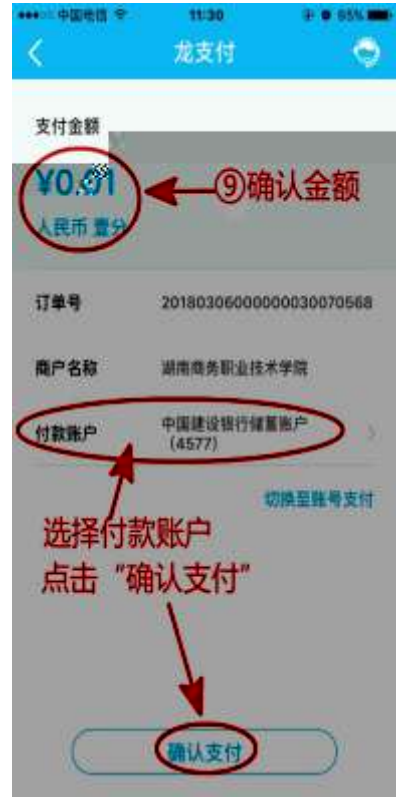 中国电信 11:30 65%
龙支付
支付金额
¥0.01
⑨确认金额
人民币 壹分
订单号 20180306000000030070568
商户名称 湖南商务职业技术学院
付款账户 中国建设银行储蓄账户
(4577)
切换至账号支付
选择付款账户
点击“确认支付”
确认支付